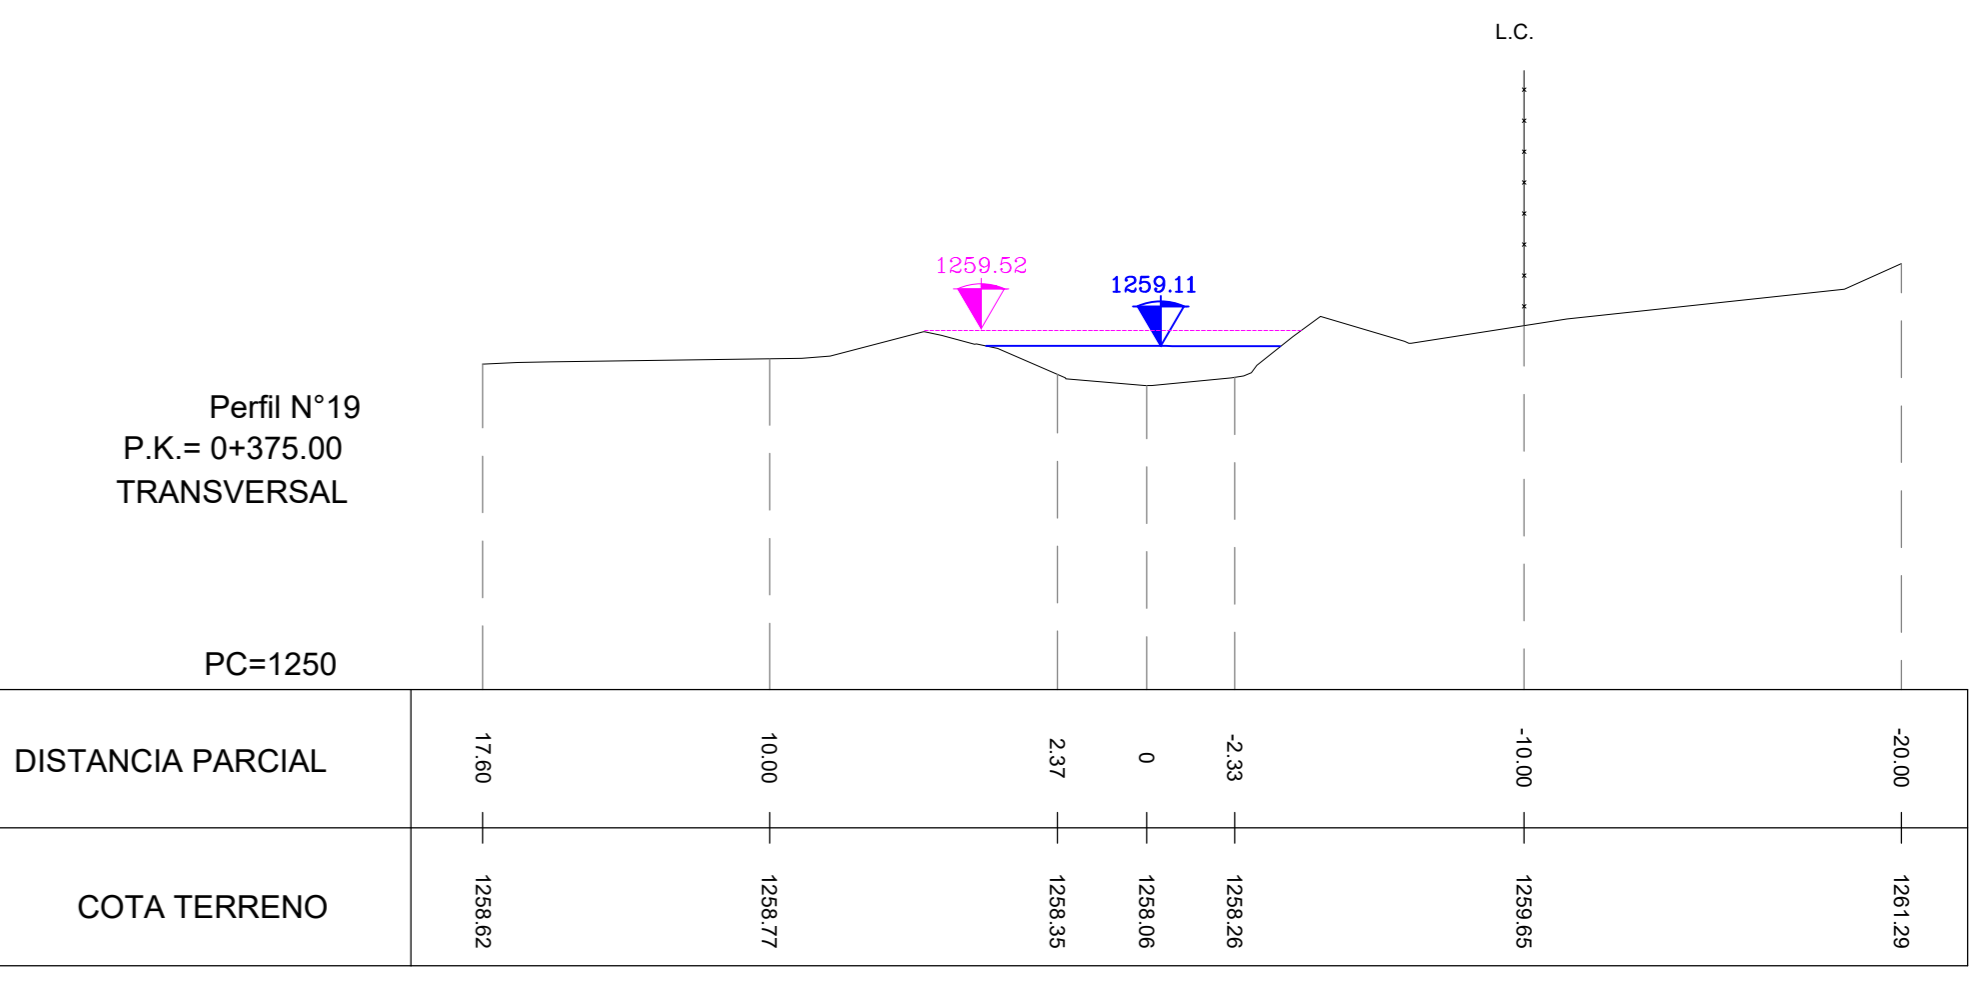 L.C.
1259.52
1259.11
Perfil N°19
P.K.= 0+375.00
TRANSVERSAL
PC=1250
DISTANCIA PARCIAL 17.60 10.00 2.37 0 -2.33 -10.00 -20.00
COTA TERRENO 1258.62 1258.77 1258.35 1258.06 1258.26 1259.65 1261.29